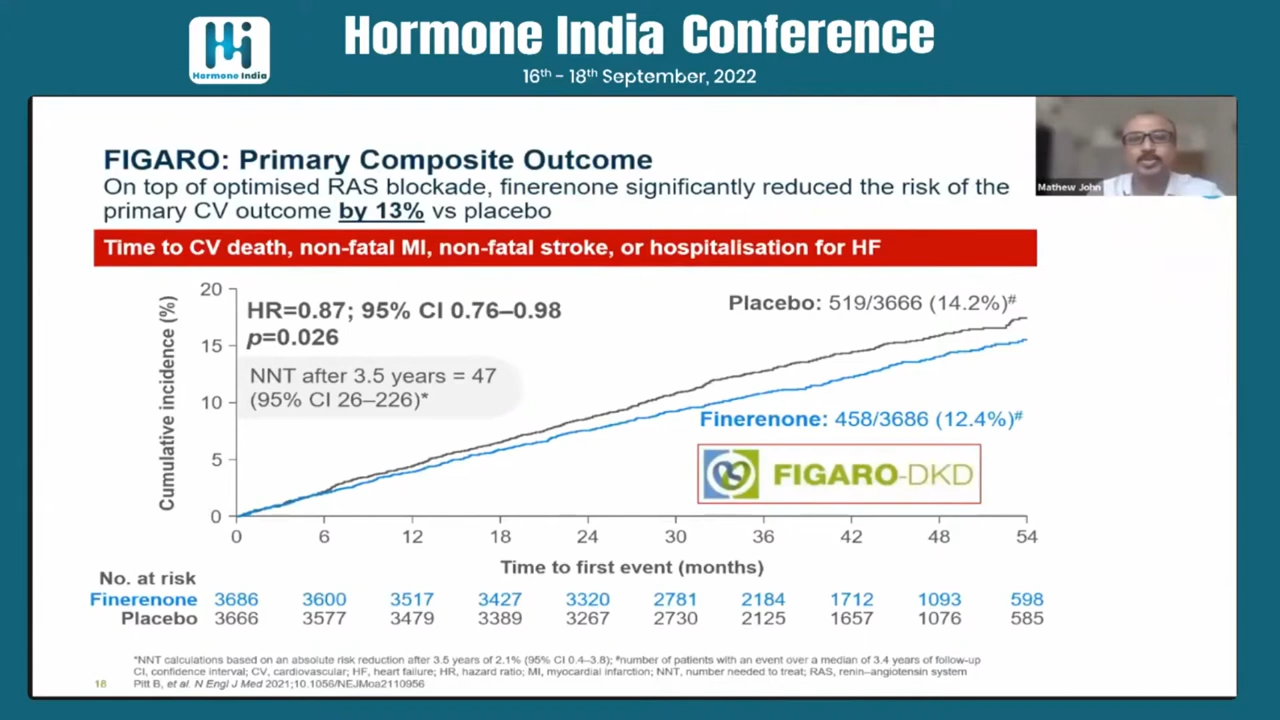 Hormone India Conference
Hormone India
16th - 18th September, 2022
Mathew John
FIGARO: Primary Composite Outcome
On top of optimised RAS blockade, finerenone significantly reduced the risk of the
primary CV outcome by 13% vs placebo
Time to CV death, non-fatal MI, non-fatal stroke, or hospitalisation for HF
Cumulative incidence (%)
20
15
10
5
0
HR=0.87; 95% CI 0.76–0.98
p=0.026
NNT after 3.5 years = 47
(95% CI 26–226)*
Placebo: 519/3666 (14.2%)#
Finerenone: 458/3686 (12.4%)#
FIGARO-DKD
0 6 12 18 24 30 36 42 48 54
Time to first event (months)
No. at risk
Finerenone 3686 3600 3517 3427 3320 2781 2184 1712 1093 598
Placebo 3666 3577 3479 3389 3267 2730 2125 1657 1076 585
*NNT calculations based on an absolute risk reduction after 3.5 years of 2.1% (95% CI 0.4–3.8); #number of patients with an event over a median of 3.4 years of follow-up
CI, confidence interval; CV, cardiovascular; HF, heart failure; HR, hazard ratio; MI, myocardial infarction; NNT, number needed to treat; RAS, renin–angiotensin system
18 Pitt B, et al. N Engl J Med 2021;10.1056/NEJMoa2110956